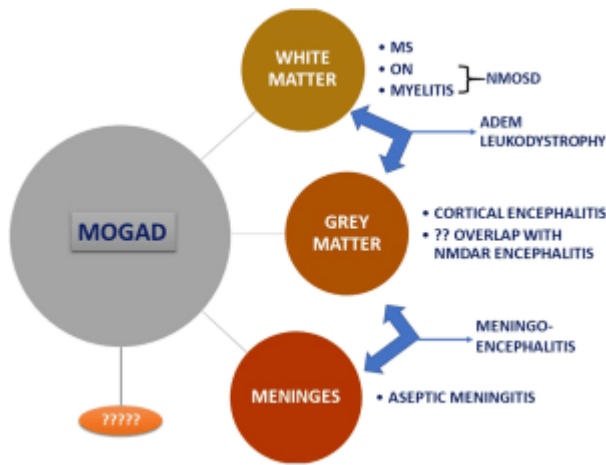 WHITE
MATTER
• MS
• ON
• MYELITIS
NMOSD
ADEM
LEUKODYSTROPHY
MOGAD
GREY
MATTER
• CORTICAL ENCEPHALITIS
• ?? OVERLAP WITH
NMDAR ENCEPHALITIS
MENINGO-
ENCEPHALITIS
MENINGES
• ASEPTIC MENINGITIS
?????